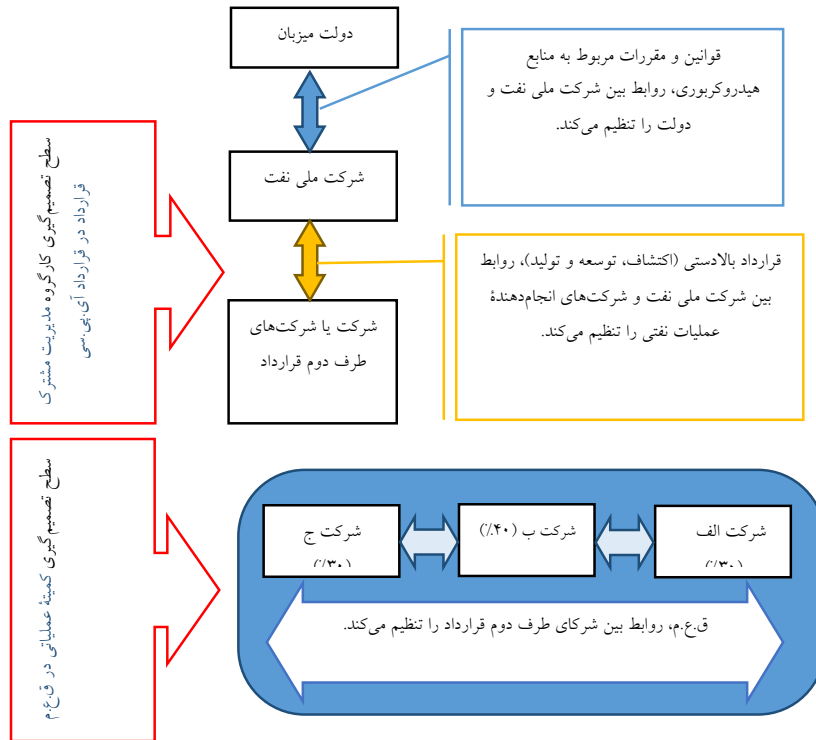 دولت میزبان
قوانین و مقررات مربوط به منابع
هیدروکربوری، روابط بین شرکت ملی نفت و
دولت را تنظیم می‌کند.
شرکت ملی نفت
سطح تصمیم‌گیری کارگروه مدیریت مشترک
قرارداد در قرارداد آی.پی.سی
قرارداد بالادستی (اکتشاف، توسعه و تولید)، روابط
بین شرکت ملی نفت و شرکت‌های انجام‌دهندهٔ
عملیات نفتی را تنظیم می‌کند.
شرکت یا شرکت‌های
طرف دوم قرارداد
سطح تصمیم‌گیری کمیتهٔ عملیاتی در ق.ع.م
شرکت الف
(۳۰٪)
شرکت ب (۴۰٪)
شرکت ج
(۳۰٪)
ق.ع.م، روابط بین شرکای طرف دوم قرارداد را تنظیم می‌کند.